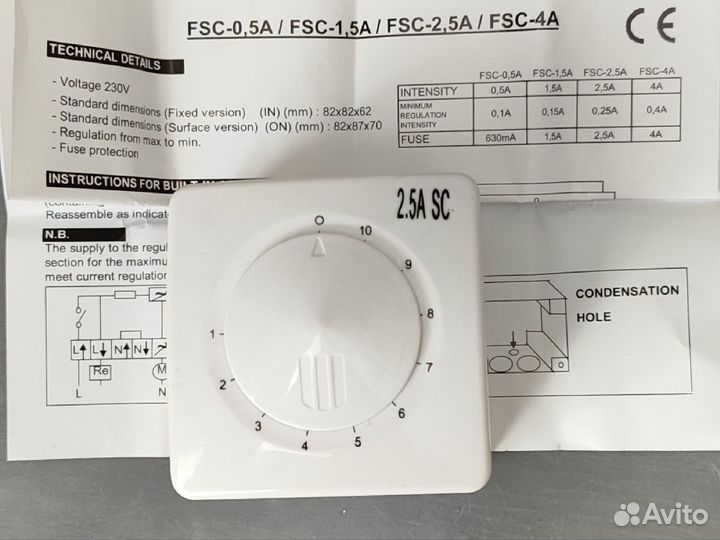 FSC-0,5A / FSC-1,5A / FSC-2,5A / FSC-4A
CE
TECHNICAL DETAILS
- Voltage 230V
- Standard dimensions (Fixed version) (IN) (mm) : 82x82x62
- Standard dimensions (Surface version) (ON) (mm) : 82x87x70
- Regulation from max to min.
- Fuse protection
FSC-0,5A FSC-1,5A FSC-2,5A FSC-4A
INTENSITY 0,5A 1,5A 2,5A 4A
MINIMUM REGULATION INTENSITY 0,1A 0,15A 0,25A 0,4A
FUSE 630mA 1,5A 2,5A 4A
INSTRUCTIONS FOR
Reassemble as
N.B.
The supply to the
section for the
meet current
L L N N
Re M
L N
2.5A SC
O
10
9
8
7
6
5
4
3
2
1
CONDENSATION
HOLE
Avito